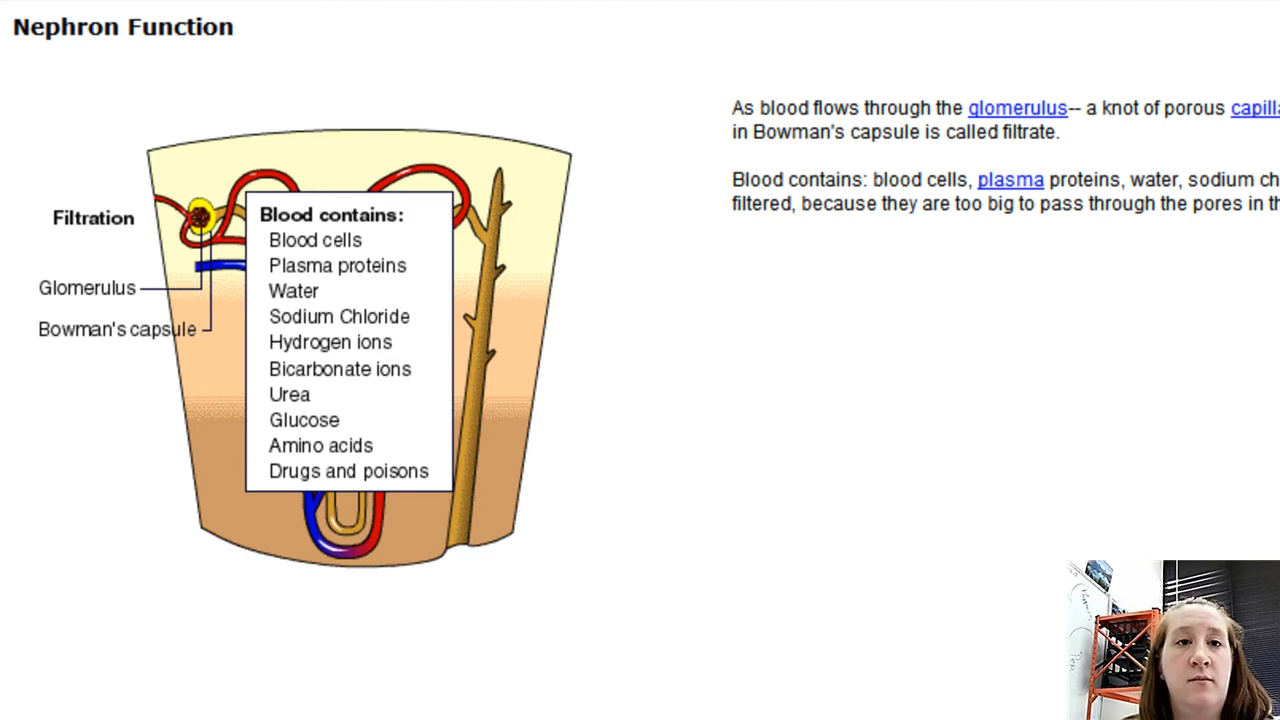 Nephron Function
As blood flows through the glomerulus-- a knot of porous
in Bowman's capsule is called filtrate.
Blood contains: blood cells, plasma proteins, water, sodium
filtered, because they are too big to pass through the pores in
Filtration
Glomerulus
Bowman's capsule
Blood contains:
Blood cells
Plasma proteins
Water
Sodium Chloride
Hydrogen ions
Bicarbonate ions
Urea
Glucose
Amino acids
Drugs and poisons